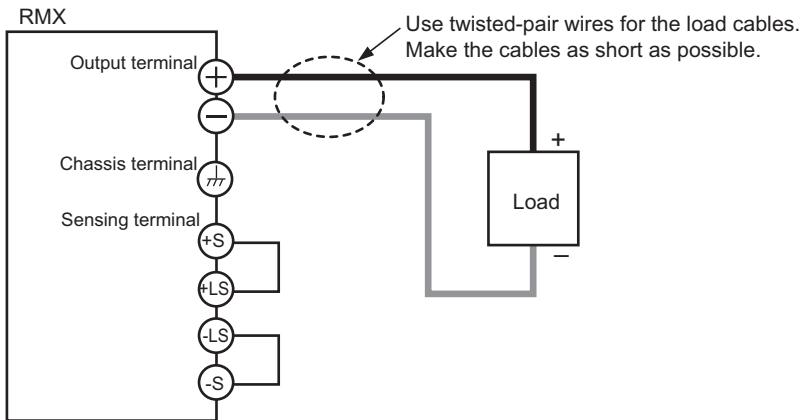 RMX
Use twisted-pair wires for the load cables.
Make the cables as short as possible.
Output terminal
+
−
+
Chassis terminal
Load
Sensing terminal
+S
−
+LS
-LS
-S